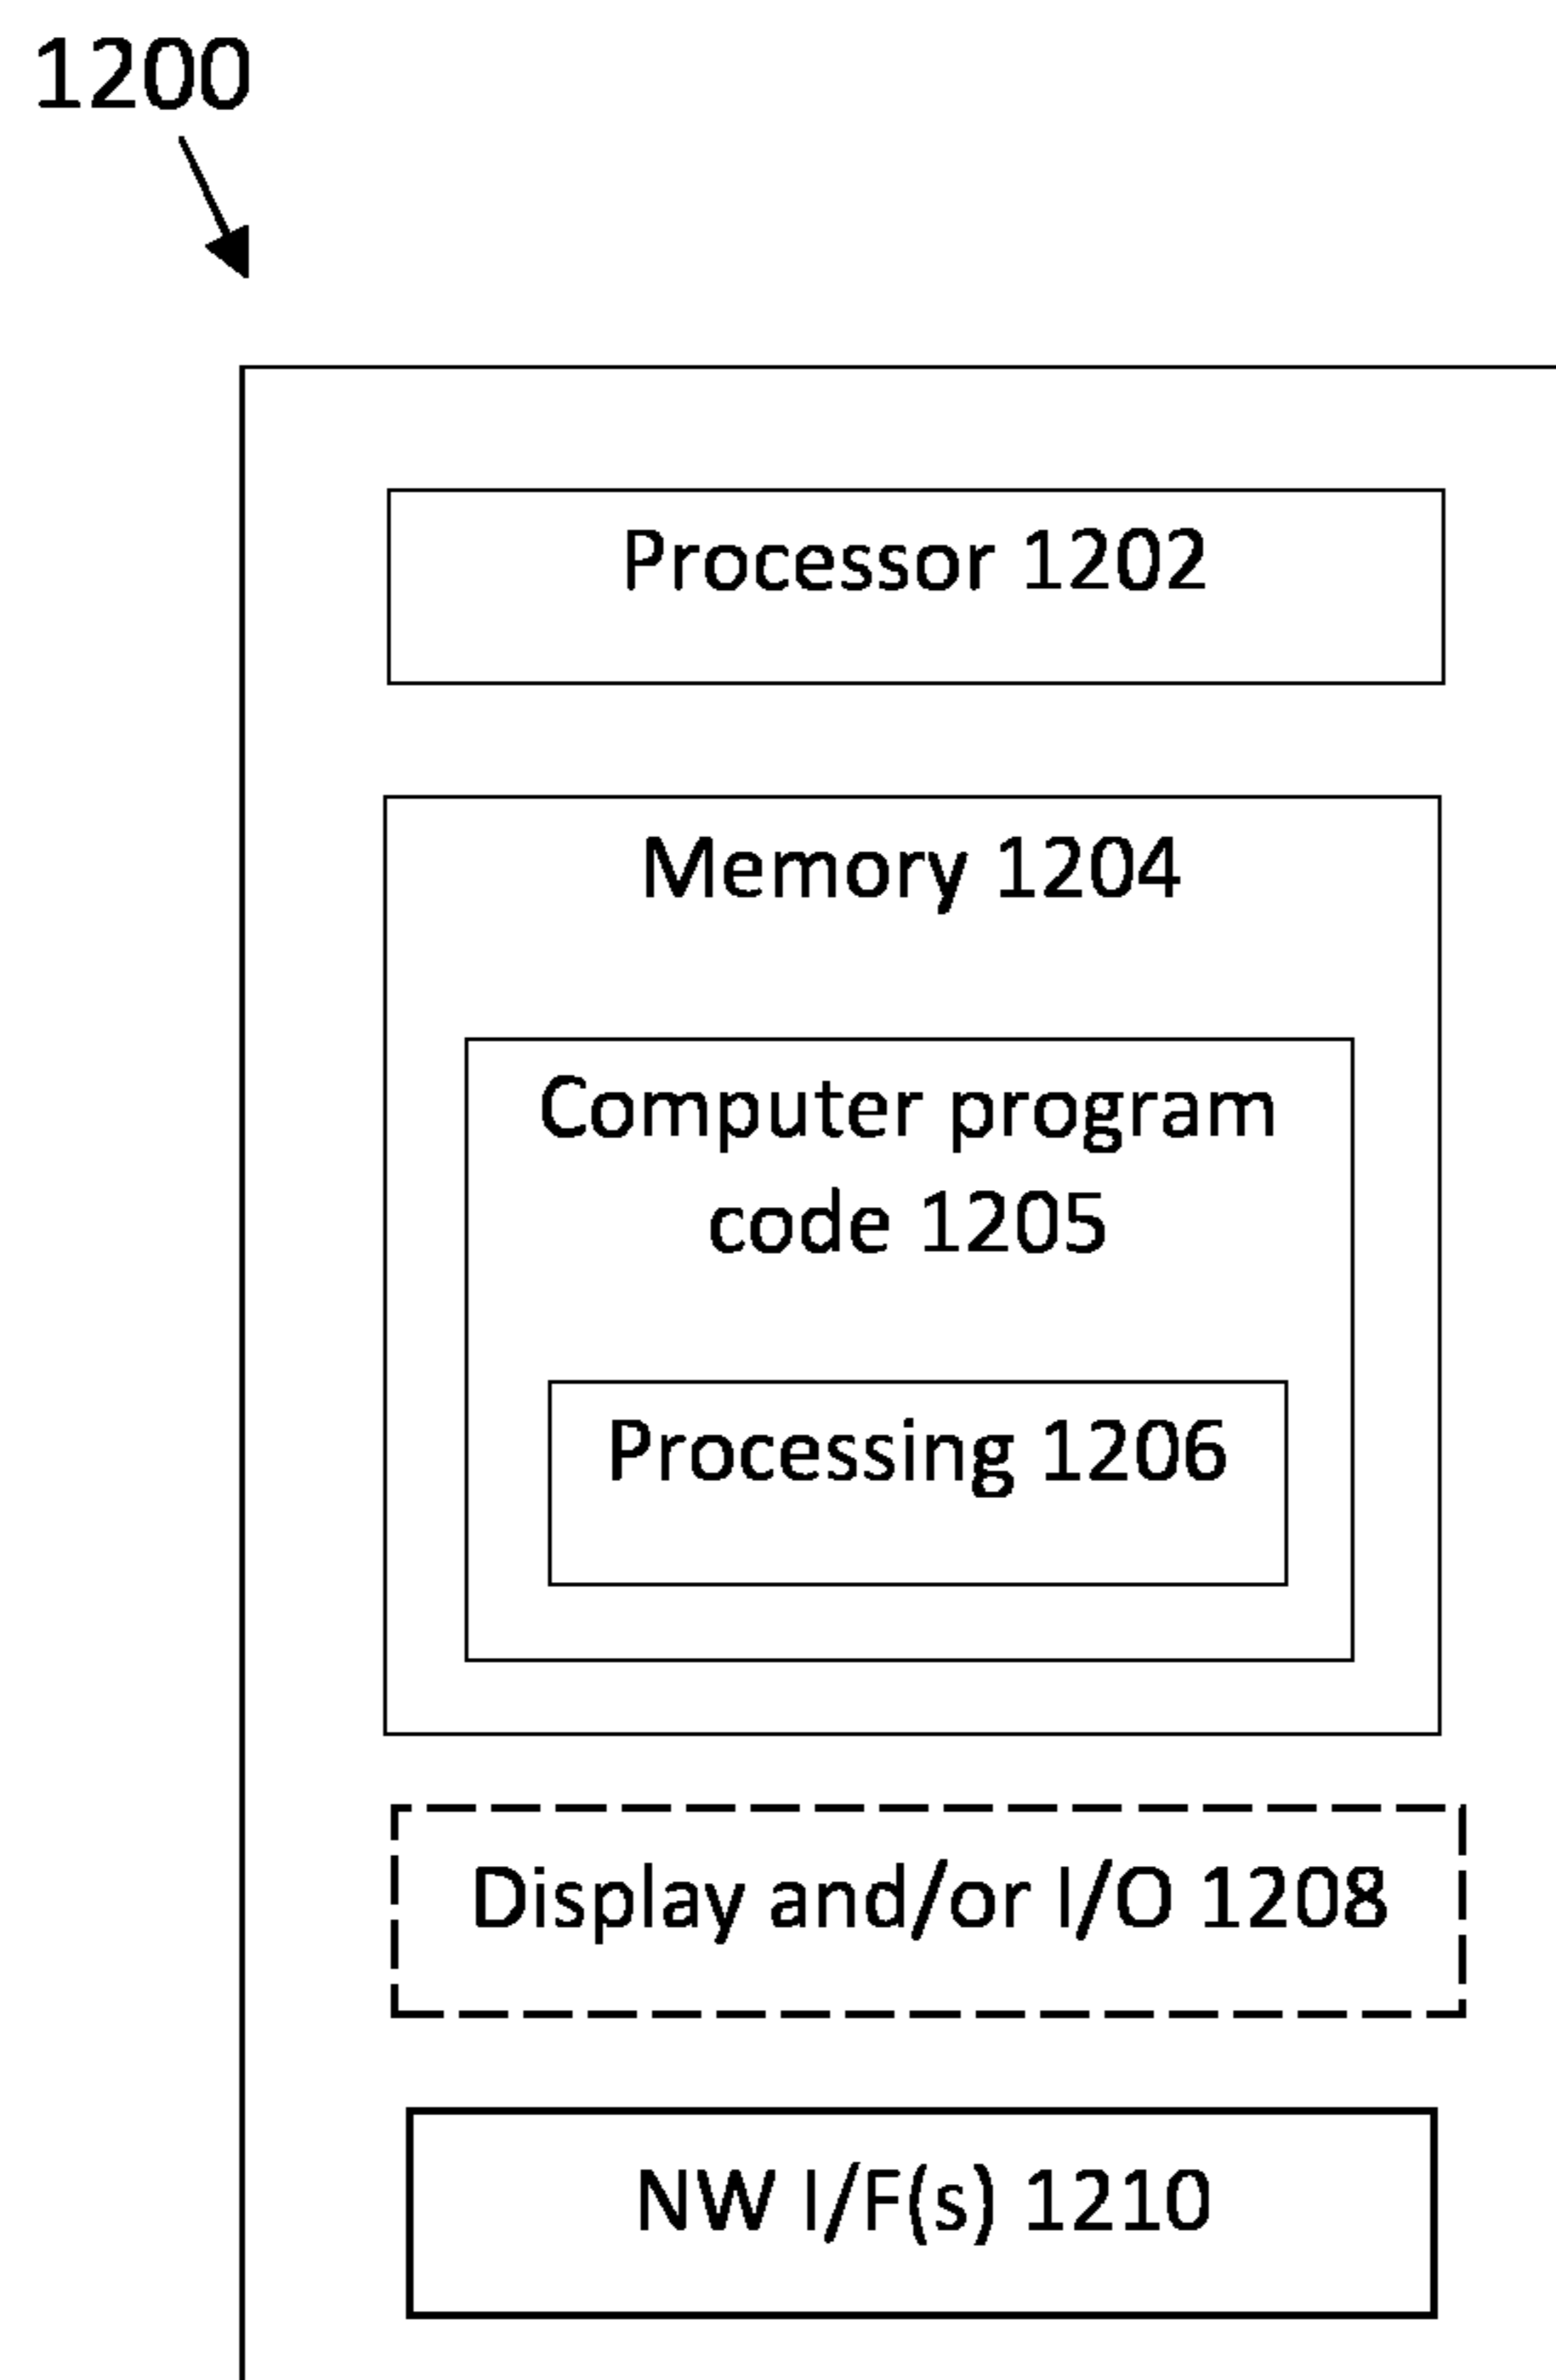 1200
Processor 1202
Memory 1204
Computer program
code 1205
Processing 1206
Display and/or I/O 1208
NW I/F(s) 1210